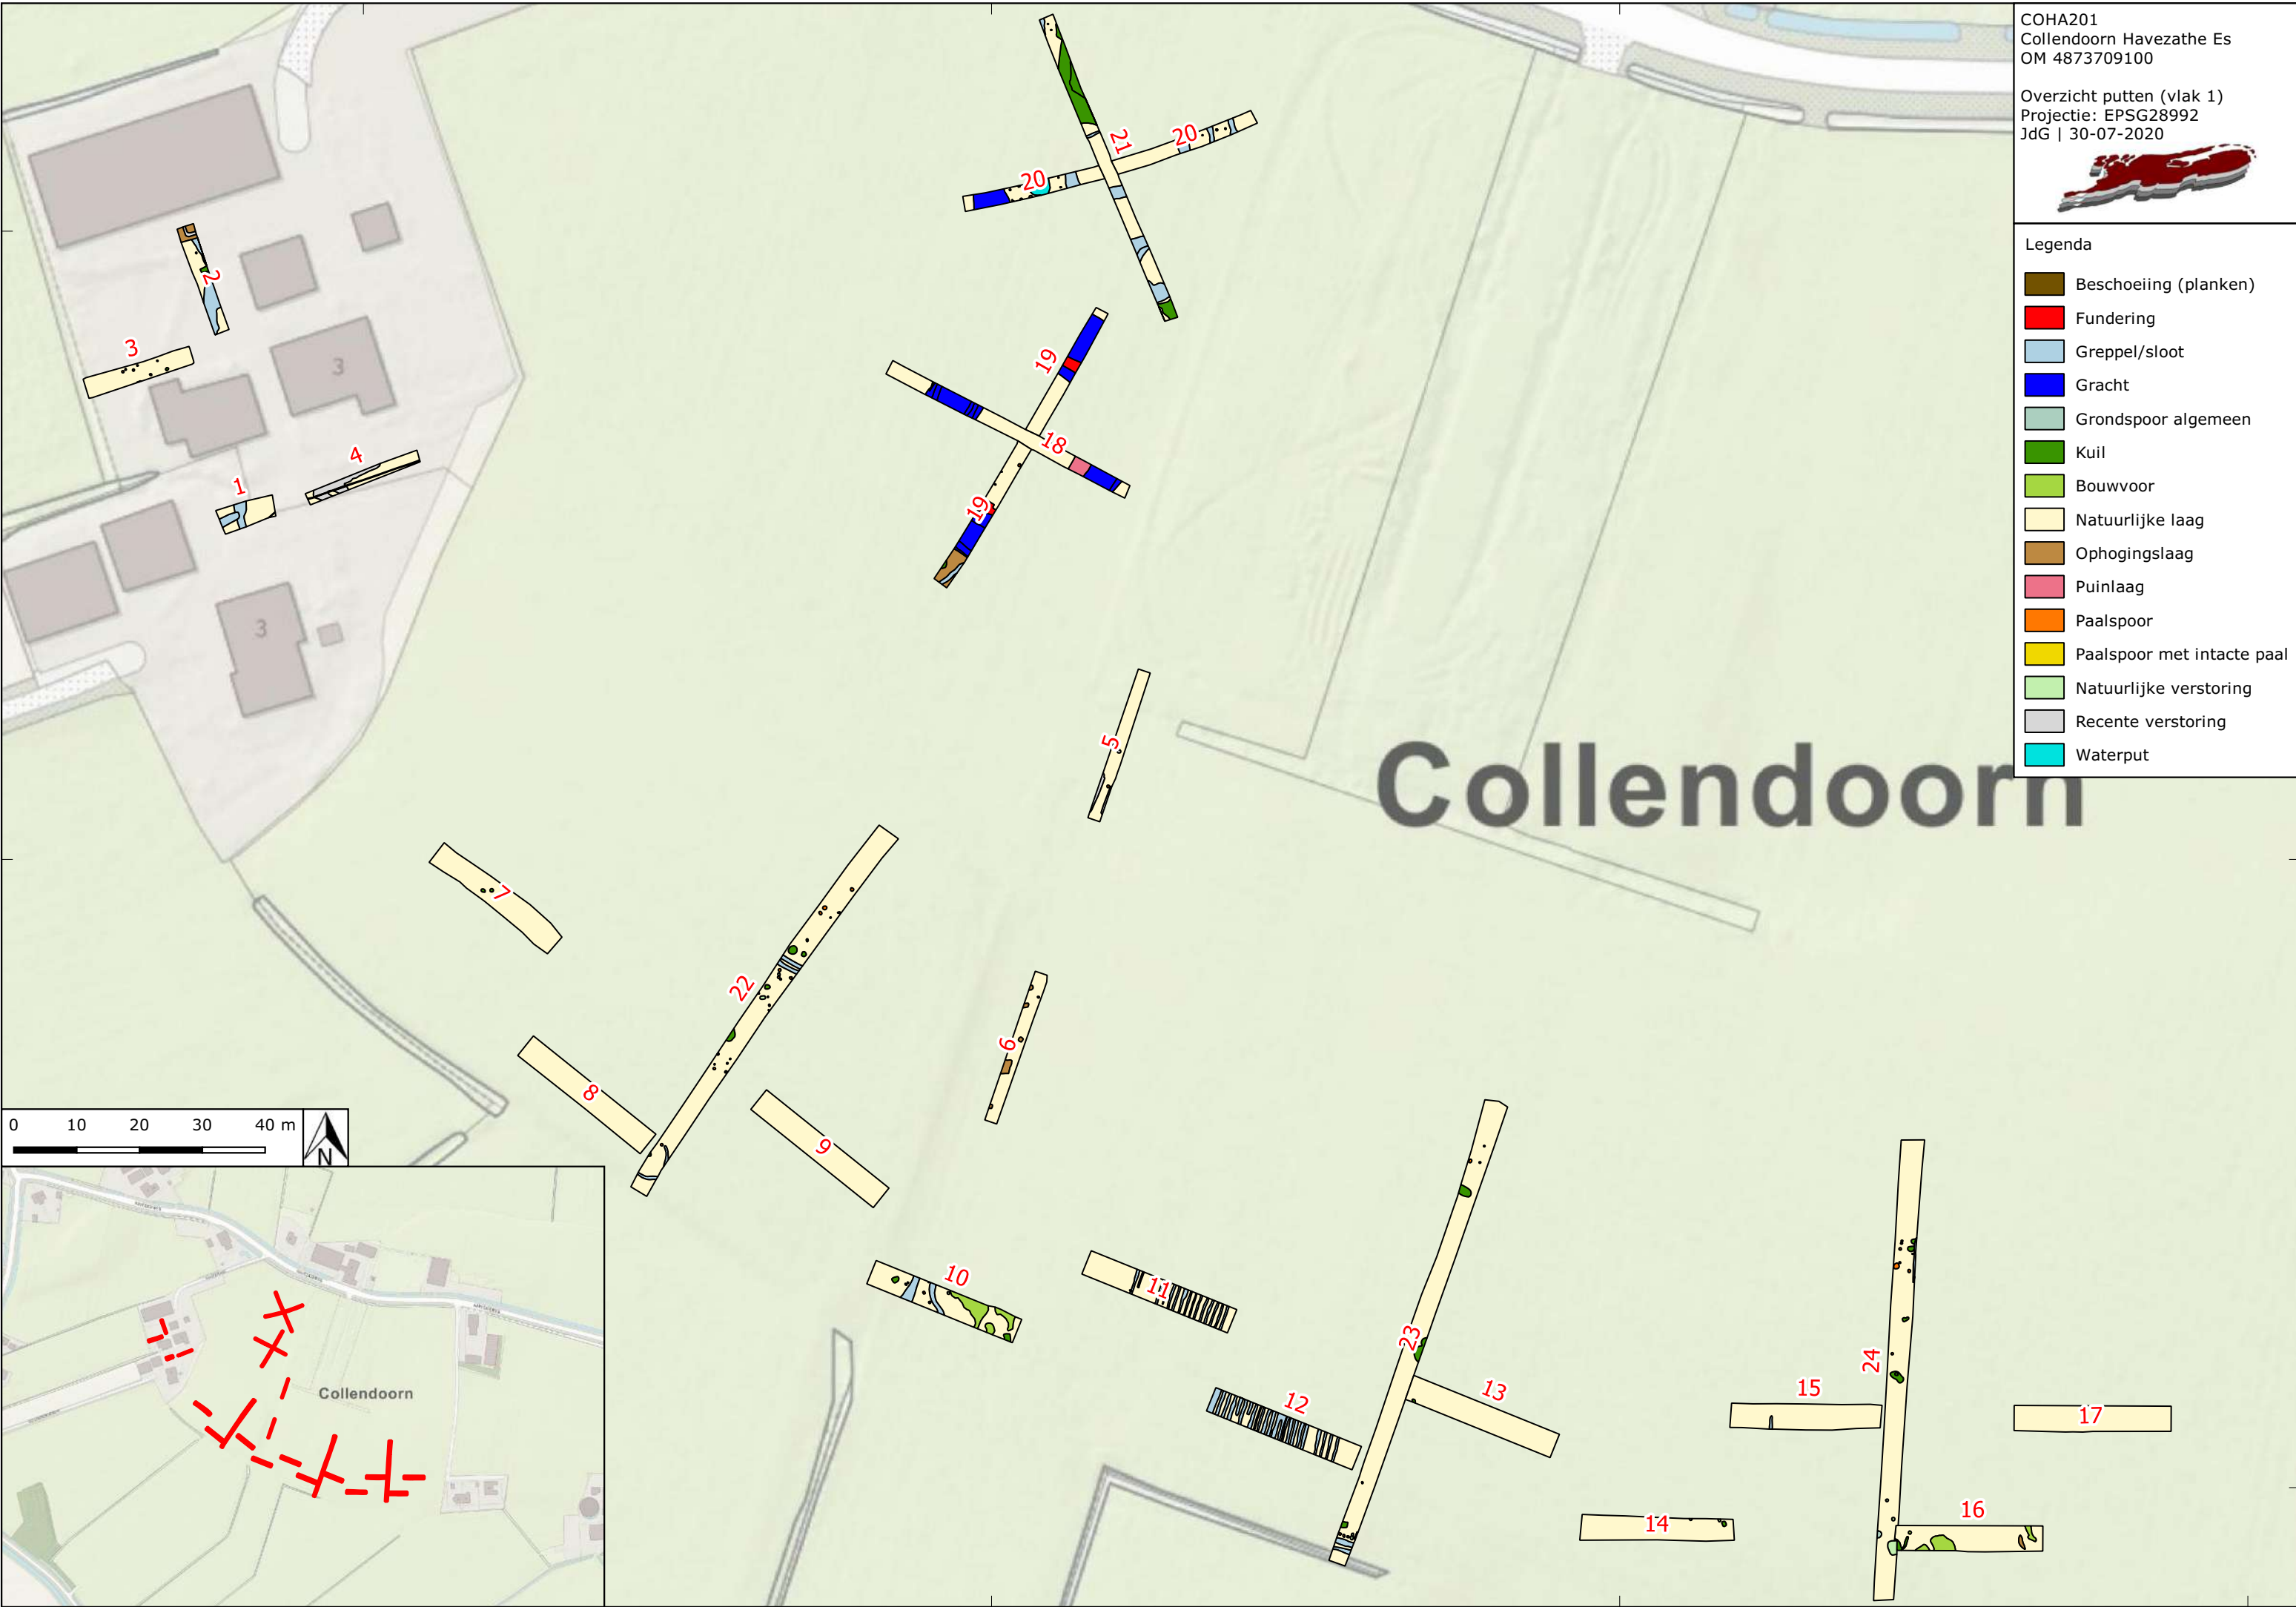 COHA201
Collendoorn Havezathe Es
OM 4873709100
Overzicht putten (vlak 1)
Projectie: EPSG28992
JdG | 30-07-2020
Legenda
Beschoeiing (planken)
Fundering
Greppel/sloot
Gracht
Grondspoor algemeen
Kuil
Bouwvoor
Natuurlijke laag
Ophogingslaag
Puinlaag
Paalspoor
Paalspoor met intacte paal
Natuurlijke verstoring
Recente verstoring
Waterput
21
20
20
2
3
3
19
18
4
1
19
3
5
Collendoorn
7
22
6
8
9
10
11
23
12
13
24
15
17
14
16
0 10 20 30 40 m
N
Collendoorn